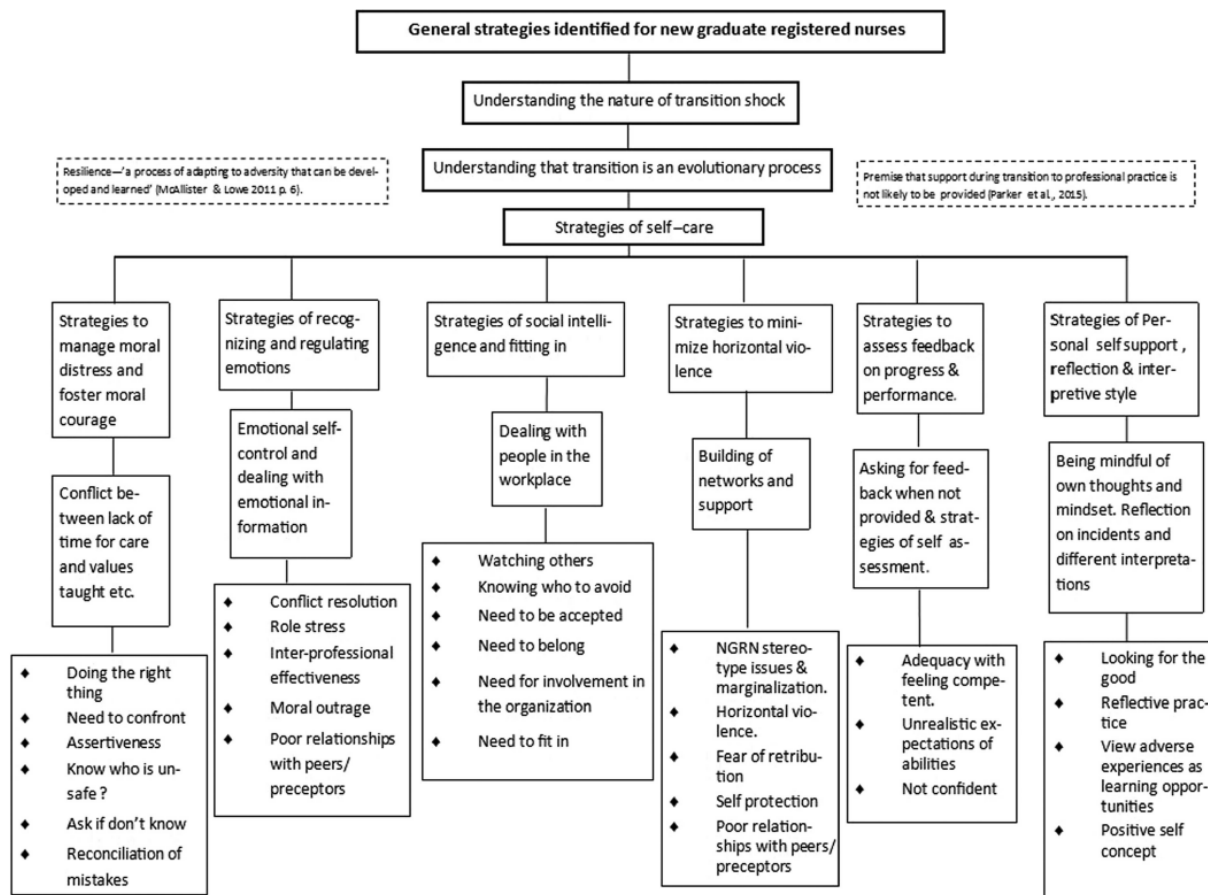 General strategies identified for new graduate registered nurses
Understanding the nature of transition shock
Understanding that transition is an evolutionary process
Resilience—'a process of adapting to adversity that can be devel-
oped and learned' (McAllister & Lowe 2011 p. 6).
Premise that support during transition to professional practice is
not likely to be provided (Parker et al., 2015).
Strategies of self–care
Strategies to
manage moral
distress and
foster moral
courage
Conflict be-
tween lack of
time for care
and values
taught etc.
♦ Doing the right
thing
♦ Need to confront
♦ Assertiveness
♦ Know who is un-
safe ?
♦ Ask if don't know
♦ Reconciliation of
mistakes
Strategies of recog-
nizing and regulating
emotions
Emotional self-
control and
dealing with
emotional in-
formation
♦ Conflict resolution
♦ Role stress
♦ Inter-professional
effectiveness
♦ Moral outrage
♦ Poor relationships
with peers/
preceptors
Strategies of social intelli-
gence and fitting in
Dealing with
people in the
workplace
♦ Watching others
♦ Knowing who to avoid
♦ Need to be accepted
♦ Need to belong
♦ Need for involvement in
the organization
♦ Need to fit in
Strategies to mini-
mize horizontal vio-
lence
Building of
networks and
support
♦ NGRN stereo-
type issues &
marginalization.
♦ Horizontal vio-
lence.
♦ Fear of retribu-
tion
♦ Self protection
♦ Poor relation-
ships with peers/
preceptors
Strategies to
assess feedback
on progress &
performance.
Asking for feed-
back when not
provided & strat-
egies of self as-
sessment.
♦ Adequacy with
feeling compe-
tent.
♦ Unrealistic ex-
pectations of
abilities
♦ Not confident
Strategies of Per-
sonal self support ,
reflection & inter-
pretive style
Being mindful of
own thoughts and
mindset. Reflection
on incidents and
different interpreta-
tions
♦ Looking for the
good
♦ Reflective prac-
tice
♦ View adverse
experiences as
learning oppor-
tunities
♦ Positive self
concept